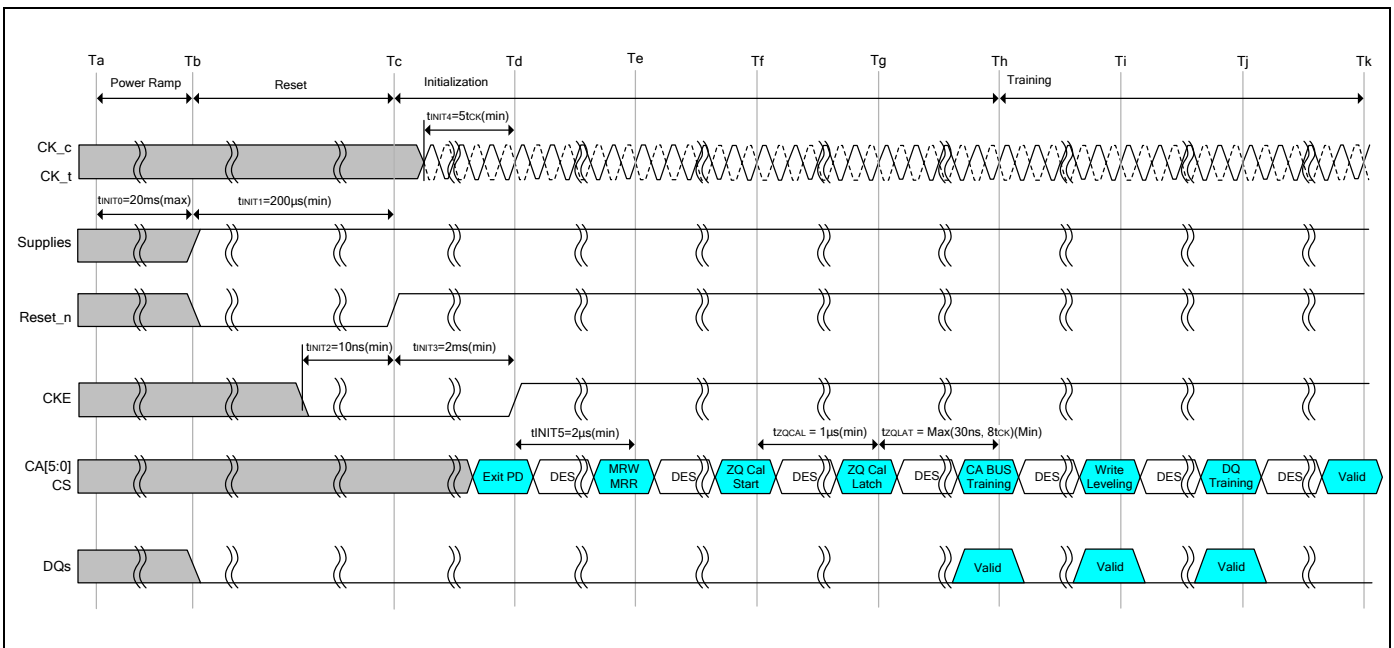 Ta Tb Tc Td Te Tf Tg Th Ti Tj Tk
Power Ramp Reset Initialization Training
tINIT4=5tCK(min)
CK_c
CK_t
tINIT0=20ms(max) tINIT1=200µs(min)
Supplies
Reset_n
tINIT2=10ns(min) tINIT3=2ms(min)
CKE
tINIT5=2µs(min) tZQCAL = 1µs(min) tZQLAT = Max(30ns, 8tCK)(Min)
CA[5:0]
CS
Exit PD DES MRW MRR DES ZQ Cal Start DES ZQ Cal Latch DES CA BUS Training DES Write Leveling DES DQ Training DES Valid
DQs Valid Valid Valid